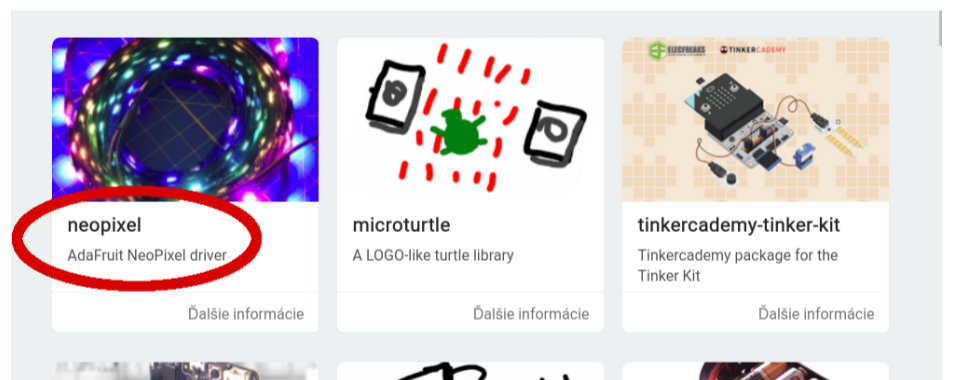 ELECFREAKS TINKERCADEMY
neopixel
AdaFruit NeoPixel driver
Ďalšie informácie
microturtle
A LOGO-like turtle library
Ďalšie informácie
tinkercademy-tinker-kit
Tinkercademy package for the
Tinker Kit
Ďalšie informácie